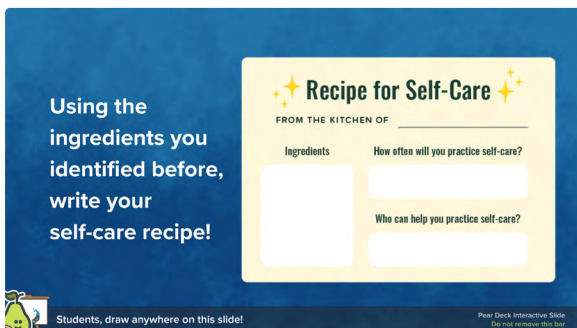 Using the
ingredients you
identified before,
write your
self-care recipe!
Recipe for Self-Care
FROM THE KITCHEN OF
Ingredients
How often will you practice self-care?
Who can help you practice self-care?
Students, draw anywhere on this slide!
Pear Deck Interactive Slide
Do not remove this bar